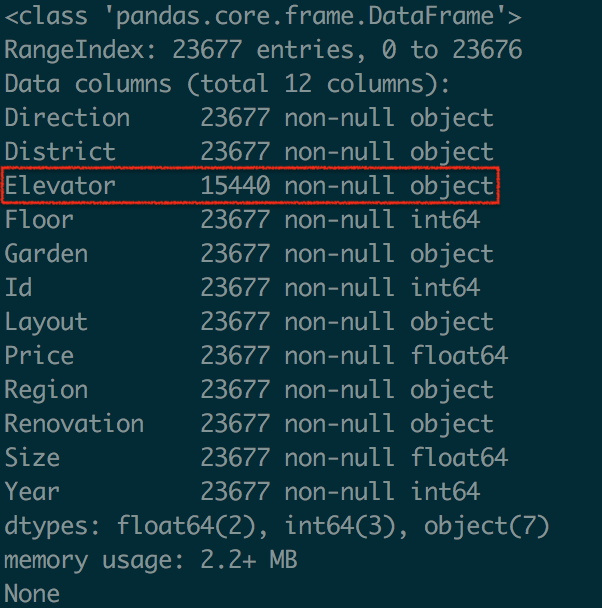 <class 'pandas.core.frame.DataFrame'>
RangeIndex: 23677 entries, 0 to 23676
Data columns (total 12 columns):
Direction     23677 non-null object
District      23677 non-null object
Elevator      15440 non-null object
Floor         23677 non-null int64
Garden        23677 non-null object
Id            23677 non-null int64
Layout        23677 non-null object
Price         23677 non-null float64
Region        23677 non-null object
Renovation    23677 non-null object
Size          23677 non-null float64
Year          23677 non-null int64
dtypes: float64(2), int64(3), object(7)
memory usage: 2.2+ MB
None